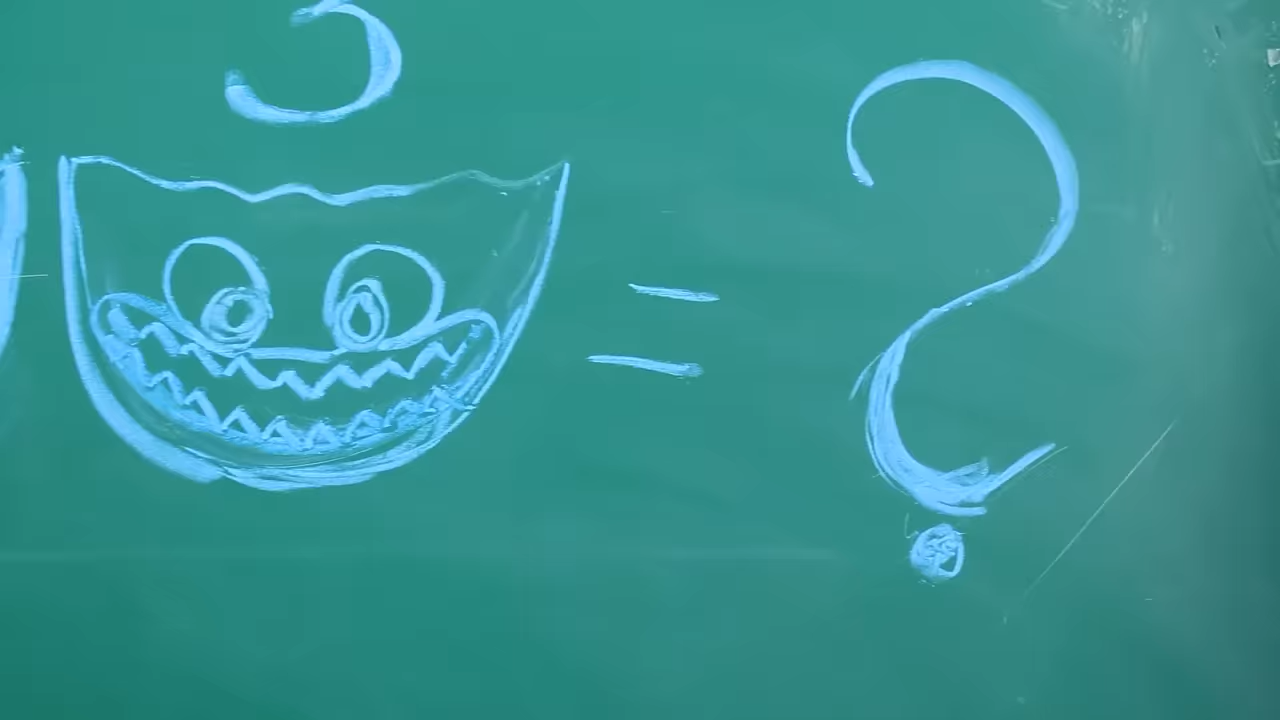 3
= ?